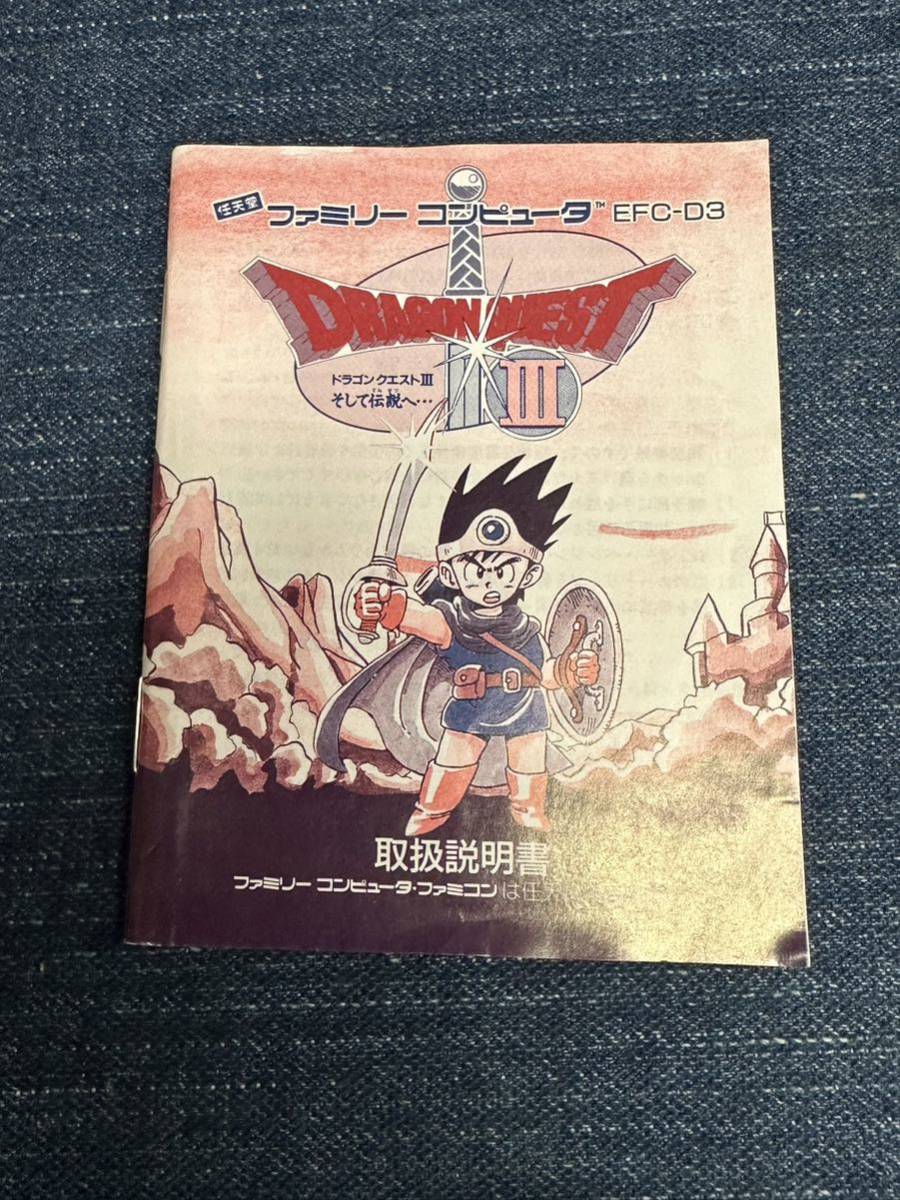 任天堂 ファミリー コンピュータ™ EFC-D3
DRAGON QUEST
III
ドラゴンクエストIII
そして伝説へ…
取扱説明書
ファミリー コンピュータ・ファミコンは任